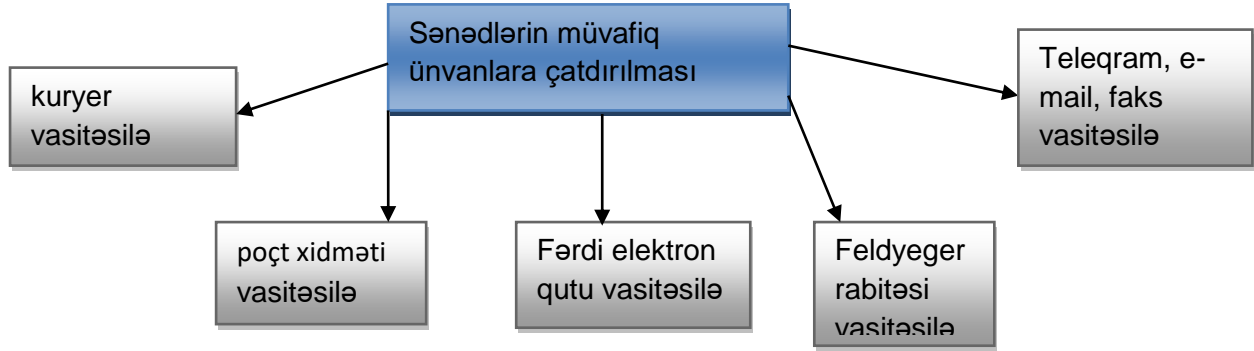 Sənədlərin müvafiq
ünvanlara çatdırılması
kuryer
vasitəsilə
Teleqram, e-
mail, faks
vasitəsilə
poçt xidməti
vasitəsilə
Fərdi elektron
qutu vasitəsilə
Feldyeger
rabitəsi
vasitəsilə